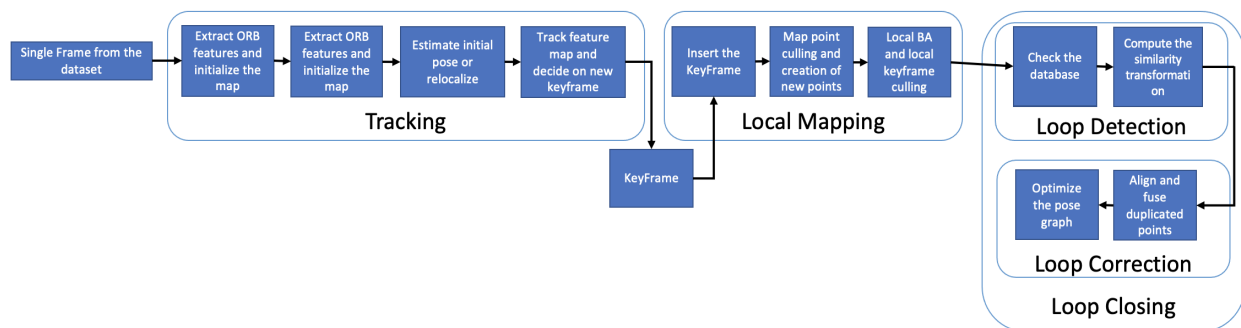 Single Frame from the
dataset
Extract ORB
features and
initialize the
map
Extract ORB
features and
initialize the
map
Estimate initial
pose or
relocalize
Track feature
map and
decide on new
keyframe
Tracking
KeyFrame
Insert the
KeyFrame
Map point
culling and
creation of
new points
Local BA
and local
keyframe
culling
Local Mapping
Check the
database
Compute the
similarity
transformati
on
Loop Detection
Align and
fuse
duplicated
points
Optimize
the pose
graph
Loop Correction
Loop Closing